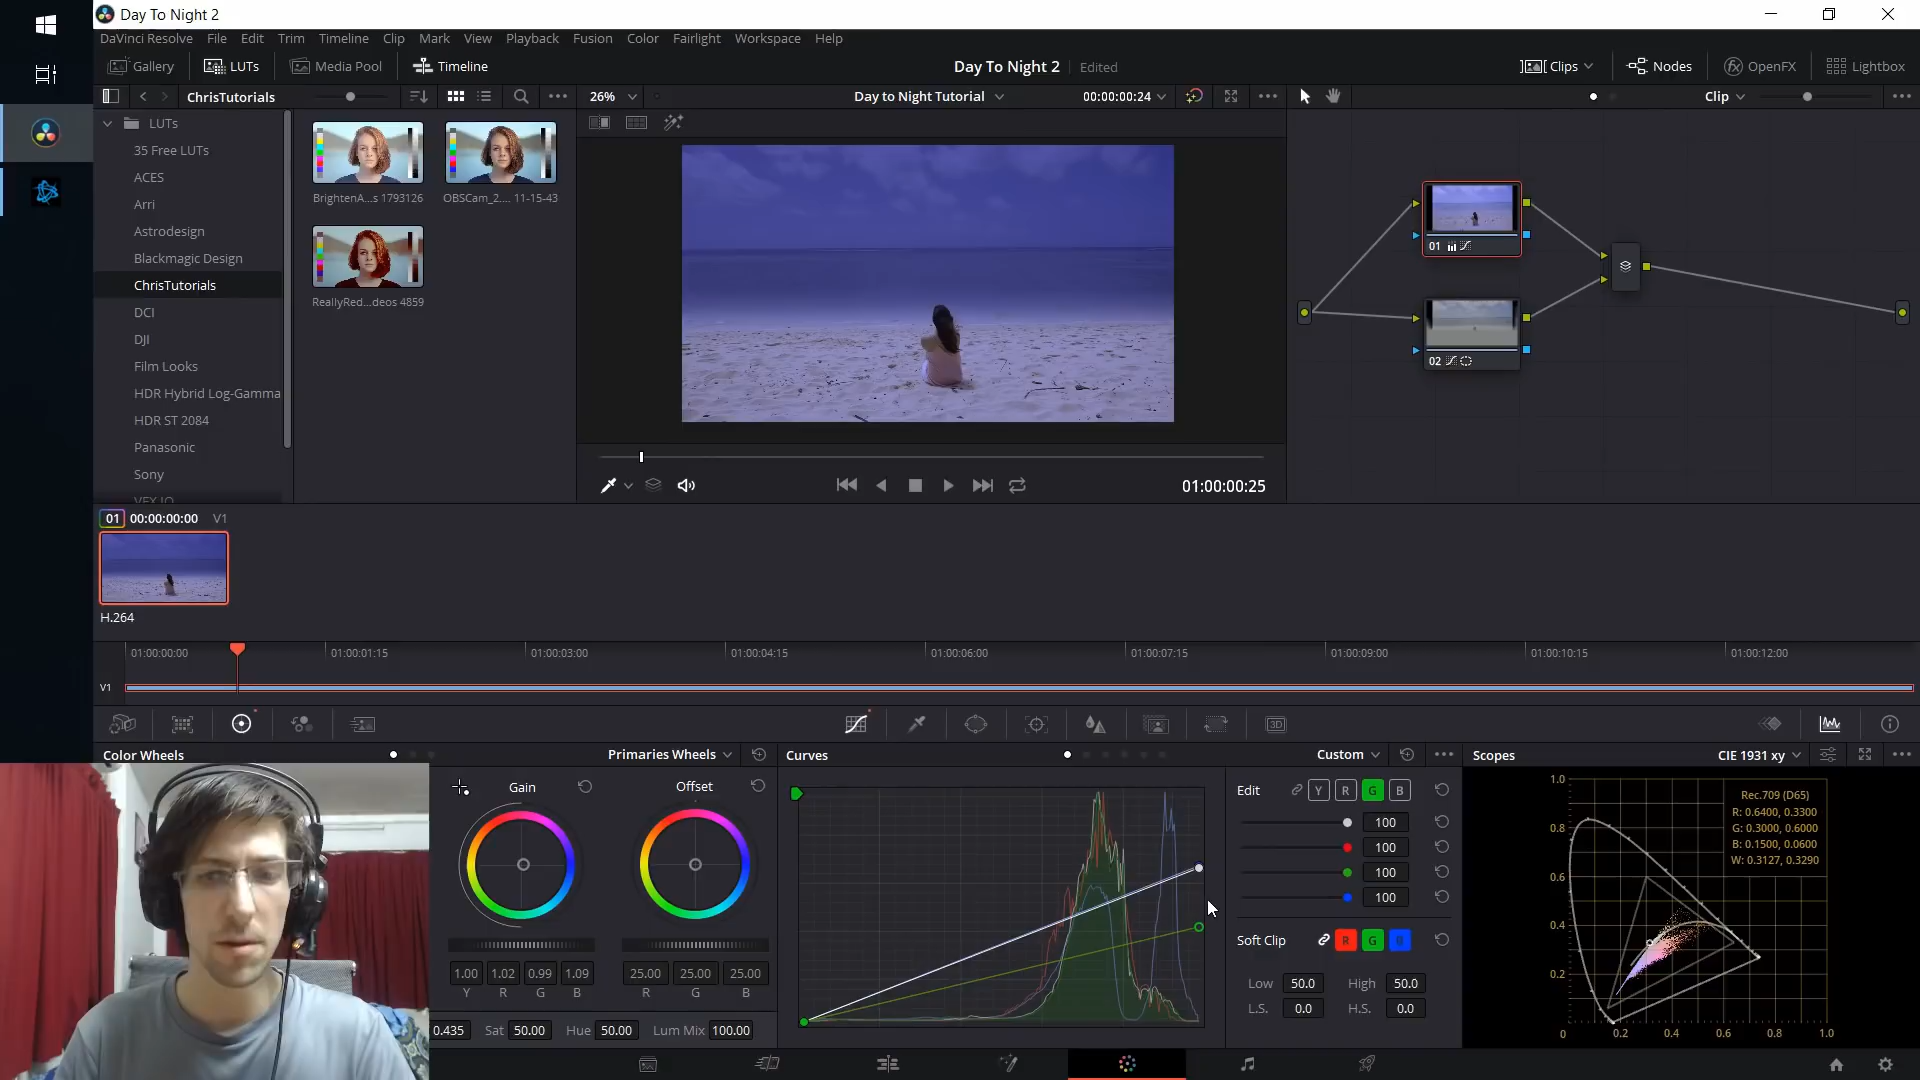 Day To Night 2
DaVinci Resolve File Edit Trim Timeline Clip Mark View Playback Fusion Color Fairlight Workspace Help
Gallery LUTs Media Pool Timeline Day To Night 2 Edited Clips Nodes fx OpenFX Lightbox
ChrisTutorials 26% Day to Night Tutorial 00:00:00:24 Clip
LUTs
35 Free LUTs
ACES
Arri
Astrodesign
Blackmagic Design
ChrisTutorials
DCI
DJI
Film Looks
HDR Hybrid Log-Gamma
HDR ST 2084
Panasonic
Sony
BrightenA...s 1793126 OBSCam_2.... 11-15-43
ReallyRed...deos 4859
01
02
01:00:00:25
01 00:00:00:00 V1
H.264
01:00:00:00 01:00:01:15 01:00:03:00 01:00:04:15 01:00:06:00 01:00:07:15 01:00:09:00 01:00:10:15 01:00:12:00
V1
3D
Color Wheels Primaries Wheels Curves Custom Scopes CIE 1931 xy
Gain Offset
1.00 1.02 0.99 1.09 25.00 25.00 25.00
Y R G B R G B
0.435 Sat 50.00 Hue 50.00 Lum Mix 100.00
Edit Y R G B
100
100
100
100
Soft Clip R G B
Low 50.0 High 50.0
L.S. 0.0 H.S. 0.0
Rec.709 (D65)
R: 0.6400, 0.3300
G: 0.3000, 0.6000
B: 0.1500, 0.0600
W: 0.3127, 0.3290
1.0
0.8
0.6
0.4
0.2
0 0.2 0.4 0.6 0.8 1.0